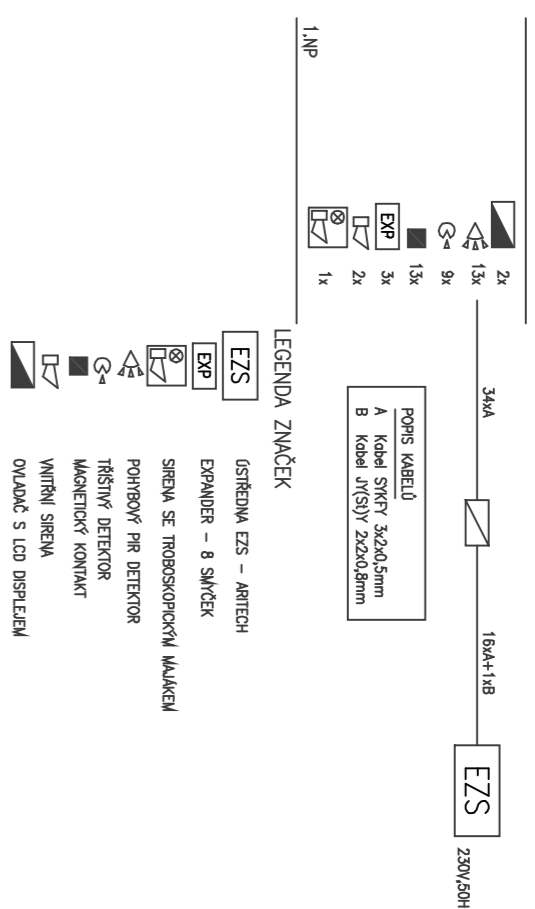 2x
34xA
16xA+1xB
EZS
230V,50H
13x
9x
13x
EXP 3x
2x
1x
1.NP
POPIS KABELŮ
A Kabel SYKFY 3x2x0,5mm
B Kabel JY(St)Y 2x2x0,8mm
LEGENDA ZNAČEK
EZS ÚSTŘEDNA EZS – ARITECH
EXP EXPANDER – 8 SMYČEK
SIRENA SE TROBOSKOPICKÝM MAJÁKEM
POHYBOVÝ PIR DETEKTOR
TŘÍŠTIVÝ DETEKTOR
MAGNETICKÝ KONTAKT
VNITŘNÍ SIRENA
OVLADAČ S LCD DISPLEJEM